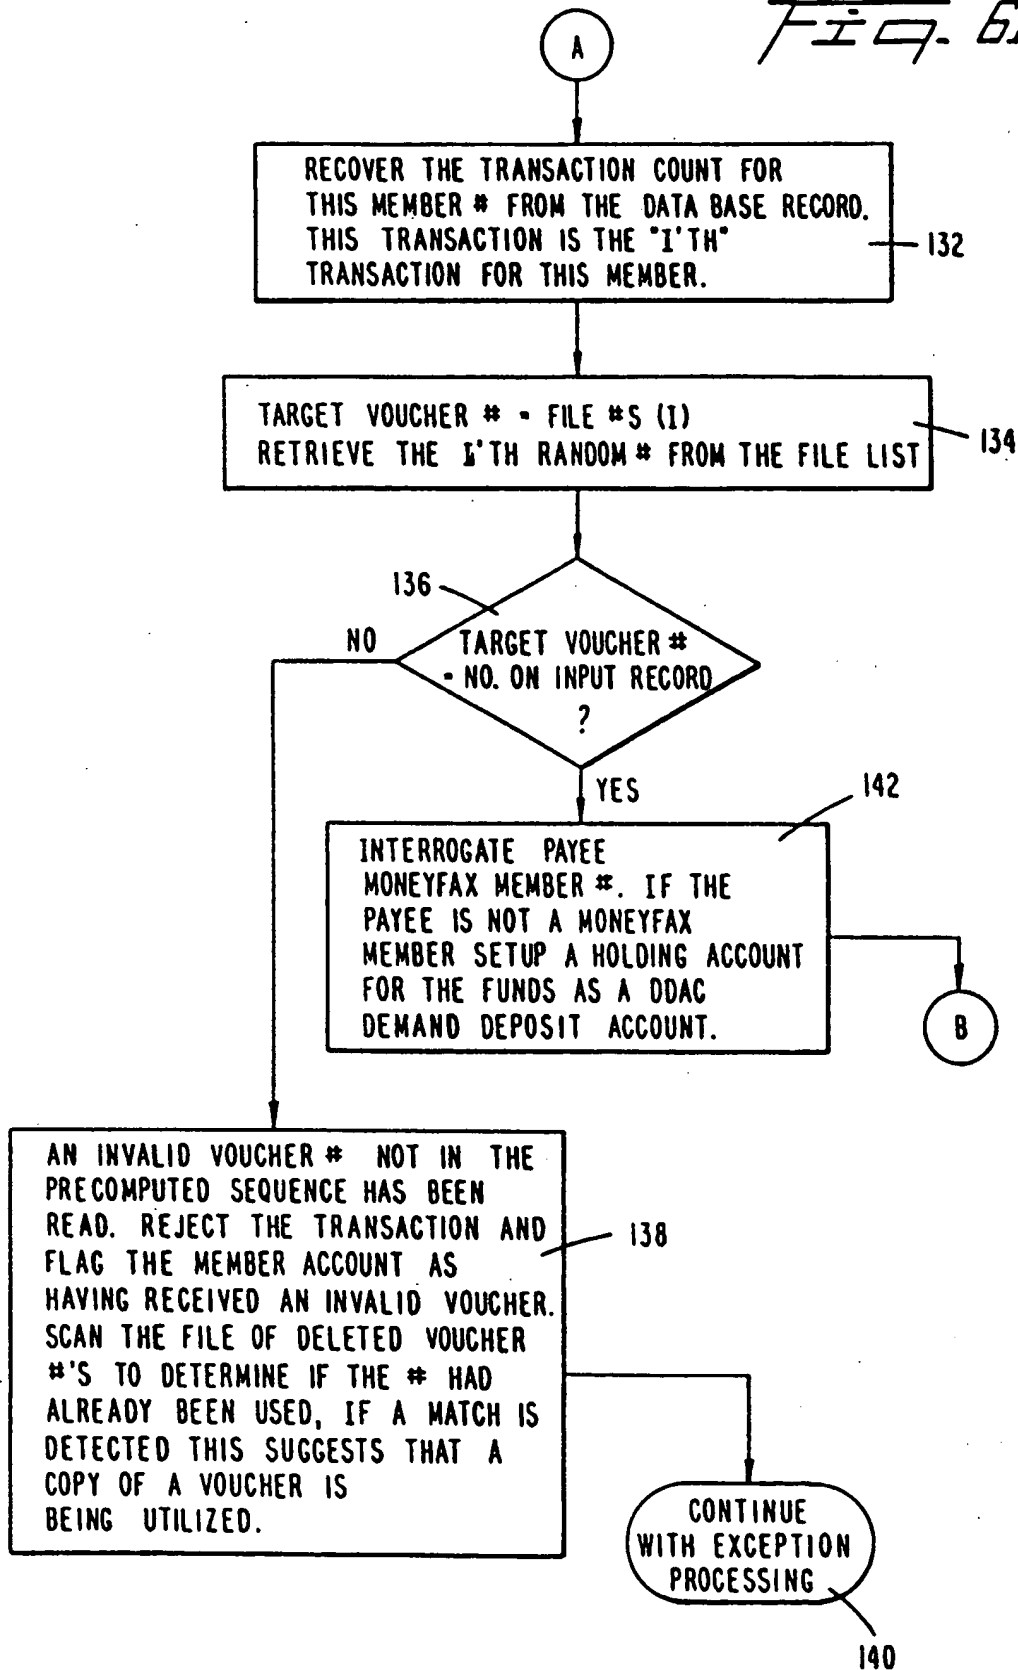 Fig.
A
RECOVER THE TRANSACTION COUNT FOR
THIS MEMBER # FROM THE DATA BASE RECORD.
THIS TRANSACTION IS THE "I'TH"
TRANSACTION FOR THIS MEMBER.
132
TARGET VOUCHER # - FILE #S (I)
RETRIEVE THE I'TH RANDOM # FROM THE FILE LIST
134
136
NO
TARGET VOUCHER #
- NO. ON INPUT RECORD
?
YES
142
INTERROGATE PAYEE
MONEYFAX MEMBER #. IF THE
PAYEE IS NOT A MONEYFAX
MEMBER SETUP A HOLDING ACCOUNT
FOR THE FUNDS AS A DDAC
DEMAND DEPOSIT ACCOUNT.
B
AN INVALID VOUCHER # NOT IN THE
PRECOMPUTED SEQUENCE HAS BEEN
READ. REJECT THE TRANSACTION AND
FLAG THE MEMBER ACCOUNT AS
HAVING RECEIVED AN INVALID VOUCHER.
SCAN THE FILE OF DELETED VOUCHER
#'S TO DETERMINE IF THE # HAD
ALREADY BEEN USED, IF A MATCH IS
DETECTED THIS SUGGESTS THAT A
COPY OF A VOUCHER IS
BEING UTILIZED.
138
CONTINUE
WITH EXCEPTION
PROCESSING
140